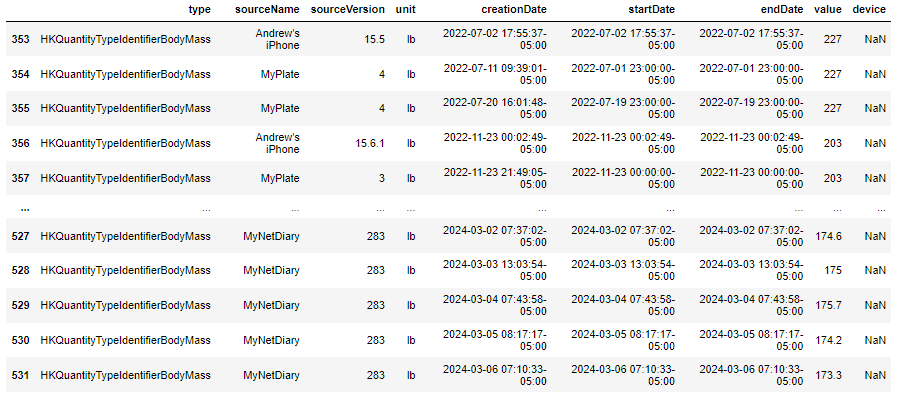 type sourceName sourceVersion unit creationDate startDate endDate value device
353 HKQuantityTypeIdentifierBodyMass Andrew's iPhone 15.5 lb 2022-07-02 17:55:37-05:00 2022-07-02 17:55:37-05:00 2022-07-02 17:55:37-05:00 227 NaN
354 HKQuantityTypeIdentifierBodyMass MyPlate 4 lb 2022-07-11 09:39:01-05:00 2022-07-01 23:00:00-05:00 2022-07-01 23:00:00-05:00 227 NaN
355 HKQuantityTypeIdentifierBodyMass MyPlate 4 lb 2022-07-20 16:01:48-05:00 2022-07-19 23:00:00-05:00 2022-07-19 23:00:00-05:00 227 NaN
356 HKQuantityTypeIdentifierBodyMass Andrew's iPhone 15.6.1 lb 2022-11-23 00:02:49-05:00 2022-11-23 00:02:49-05:00 2022-11-23 00:02:49-05:00 203 NaN
357 HKQuantityTypeIdentifierBodyMass MyPlate 3 lb 2022-11-23 21:49:05-05:00 2022-11-23 00:00:00-05:00 2022-11-23 00:00:00-05:00 203 NaN
... ... ... ... ... ... ... ... ... ...
527 HKQuantityTypeIdentifierBodyMass MyNetDiary 283 lb 2024-03-02 07:37:02-05:00 2024-03-02 07:37:02-05:00 2024-03-02 07:37:02-05:00 174.6 NaN
528 HKQuantityTypeIdentifierBodyMass MyNetDiary 283 lb 2024-03-03 13:03:54-05:00 2024-03-03 13:03:54-05:00 2024-03-03 13:03:54-05:00 175 NaN
529 HKQuantityTypeIdentifierBodyMass MyNetDiary 283 lb 2024-03-04 07:43:58-05:00 2024-03-04 07:43:58-05:00 2024-03-04 07:43:58-05:00 175.7 NaN
530 HKQuantityTypeIdentifierBodyMass MyNetDiary 283 lb 2024-03-05 08:17:17-05:00 2024-03-05 08:17:17-05:00 2024-03-05 08:17:17-05:00 174.2 NaN
531 HKQuantityTypeIdentifierBodyMass MyNetDiary 283 lb 2024-03-06 07:10:33-05:00 2024-03-06 07:10:33-05:00 2024-03-06 07:10:33-05:00 173.3 NaN